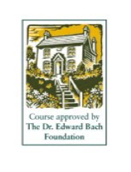 Course approved by
The Dr. Edward Bach
Foundation